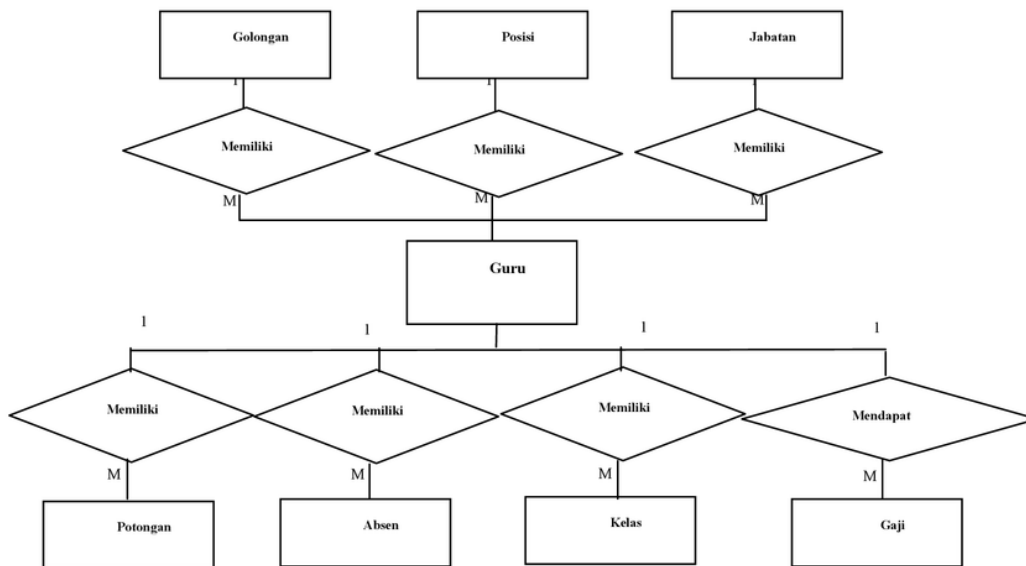 Golongan Posisi Jabatan
1 1 1
Memiliki Memiliki Memiliki
M M M
Guru
1 1 1 1
Memiliki Memiliki Memiliki Mendapat
M M M M
Potongan Absen Kelas Gaji